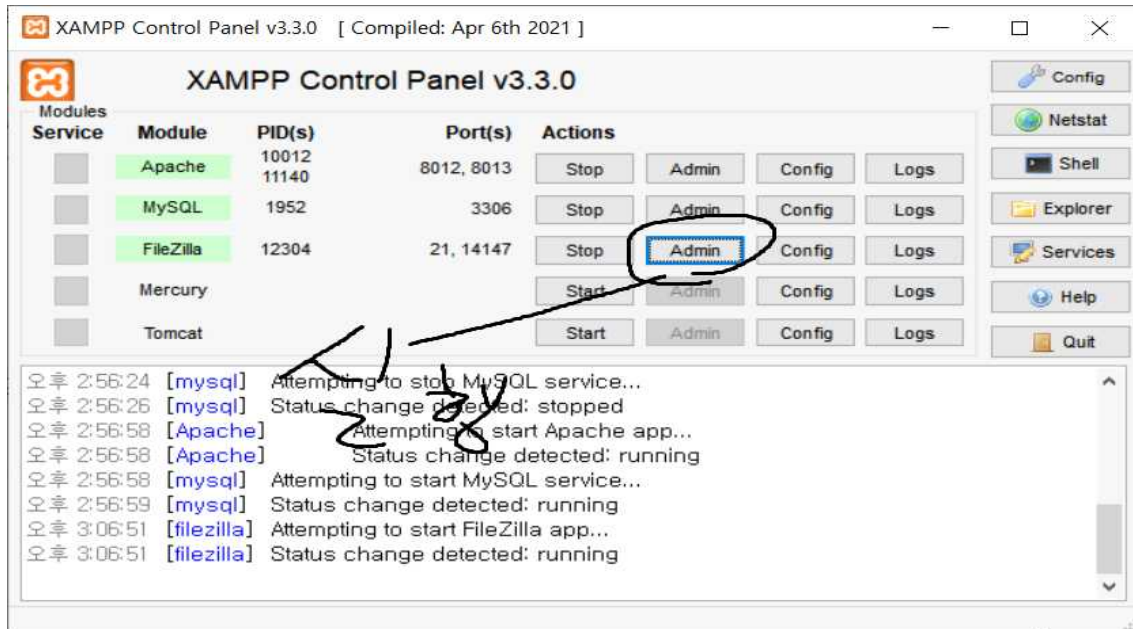 XAMPP Control Panel v3.3.0 [ Compiled: Apr 6th 2021 ]
XAMPP Control Panel v3.3.0
Config
Modules
Service Module PID(s) Port(s) Actions
Netstat
Apache 10012 11140 8012, 8013 Stop Admin Config Logs
Shell
MySQL 1952 3306 Stop Admin Config Logs
Explorer
FileZilla 12304 21, 14147 Stop Admin Config Logs
Services
Mercury Start Admin Config Logs
Help
Tomcat Start Admin Config Logs
Quit
실행
오후 2:56:24 [mysql] Attempting to stop MySQL service...
오후 2:56:26 [mysql] Status change detected: stopped
오후 2:56:58 [Apache] Attempting to start Apache app...
오후 2:56:58 [Apache] Status change detected: running
오후 2:56:58 [mysql] Attempting to start MySQL service...
오후 2:56:59 [mysql] Status change detected: running
오후 3:06:51 [filezilla] Attempting to start FileZilla app...
오후 3:06:51 [filezilla] Status change detected: running